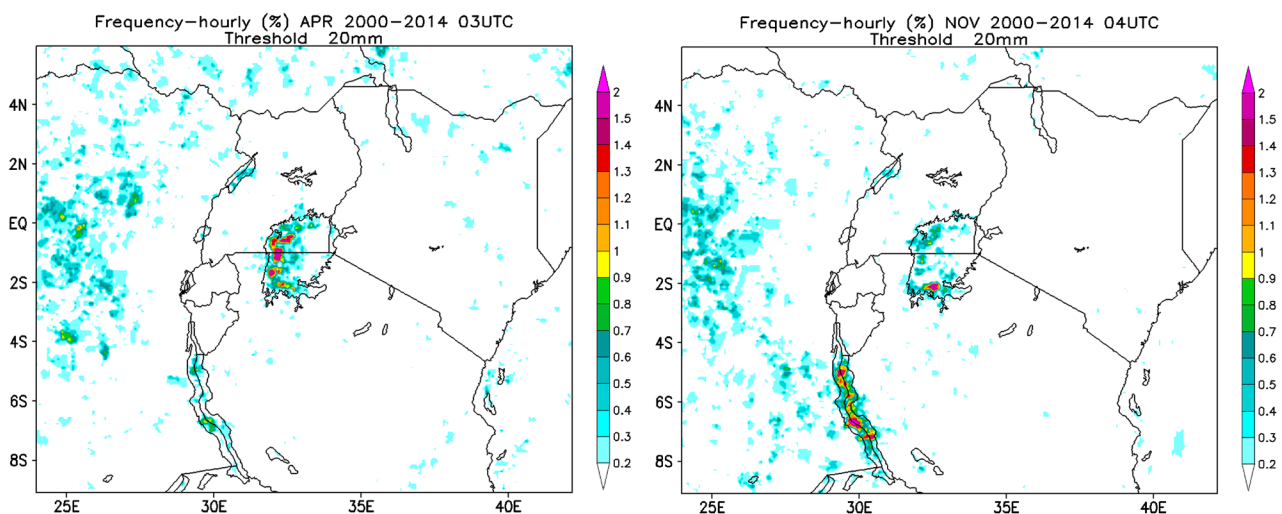 Frequency-hourly (%) APR 2000-2014 03UTC
Threshold 20mm
4N
2N
EQ
2S
4S
6S
8S
25E 30E 35E 40E
2
1.5
1.4
1.3
1.2
1.1
1
0.9
0.8
0.7
0.6
0.5
0.4
0.3
0.2
Frequency-hourly (%) NOV 2000-2014 04UTC
Threshold 20mm
4N
2N
EQ
2S
4S
6S
8S
25E 30E 35E 40E
2
1.5
1.4
1.3
1.2
1.1
1
0.9
0.8
0.7
0.6
0.5
0.4
0.3
0.2